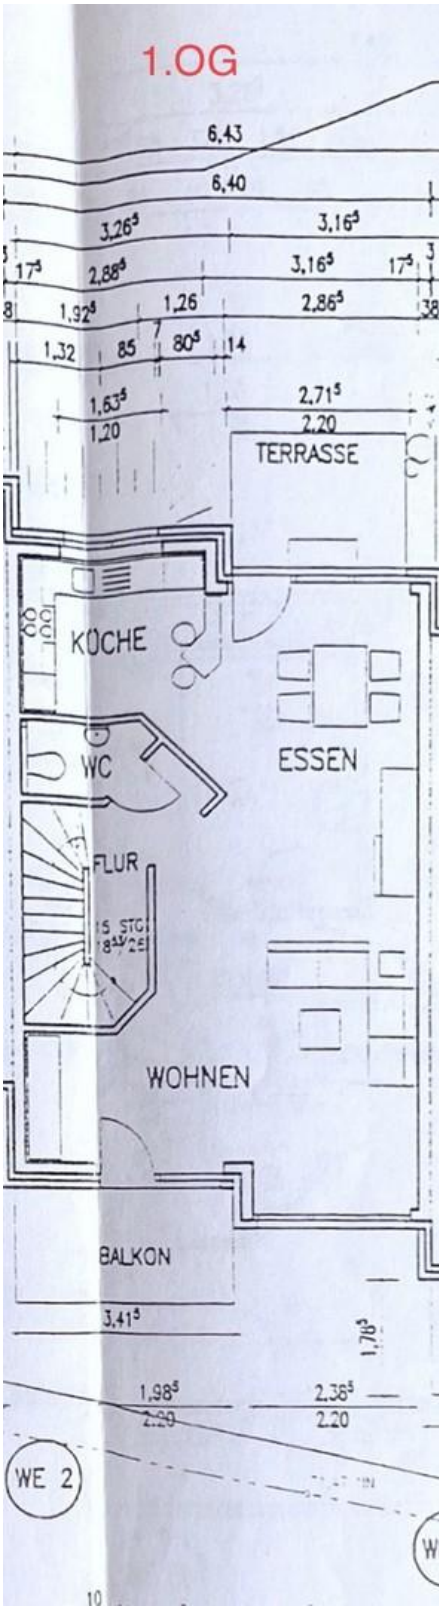 1.OG
6,43
6,40
3,26⁵ 3,16⁵
17⁵ 2,88⁵ 3,16⁵ 17⁵ 3
8 1,92⁵ 1,26 2,86⁵ 38
7
1,32 85 80⁵ 14
1,63⁵ 2,71⁵
1,20 2,20
TERRASSE
KÜCHE
ESSEN
WC
FLUR
WOHNEN
BALKON
3,41⁵
1,78⁵
1,98⁵ 2,38⁵
2,20 2,20
WE 2
W
10